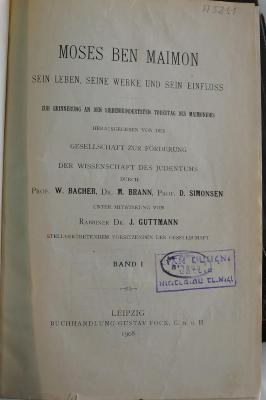 MOSES BEN MAIMON
SEIN LEBEN, SEINE WERKE UND SEIN EINFLUSS
ZUR ERINNERUNG AN DEN SIEBENHUNDERTSTEN TODESTAG DES MAIMONIDES
HERAUSGEGEBEN VON DER
GESELLSCHAFT ZUR FÖRDERUNG
DER WISSENSCHAFT DES JUDENTUMS
DURCH
PROF. W. BACHER, DR. M. BRANN, PROF. D. SIMONSEN
UNTER MITWIRKUNG VON
RABBINER DR. J. GUTTMANN
STELLVERTRETENDEM VORSITZENDEN DER GESELLSCHAFT
BAND I
LEIPZIG
BUCHHANDLUNG GUSTAV FOCK, G. M. B. H.
1908